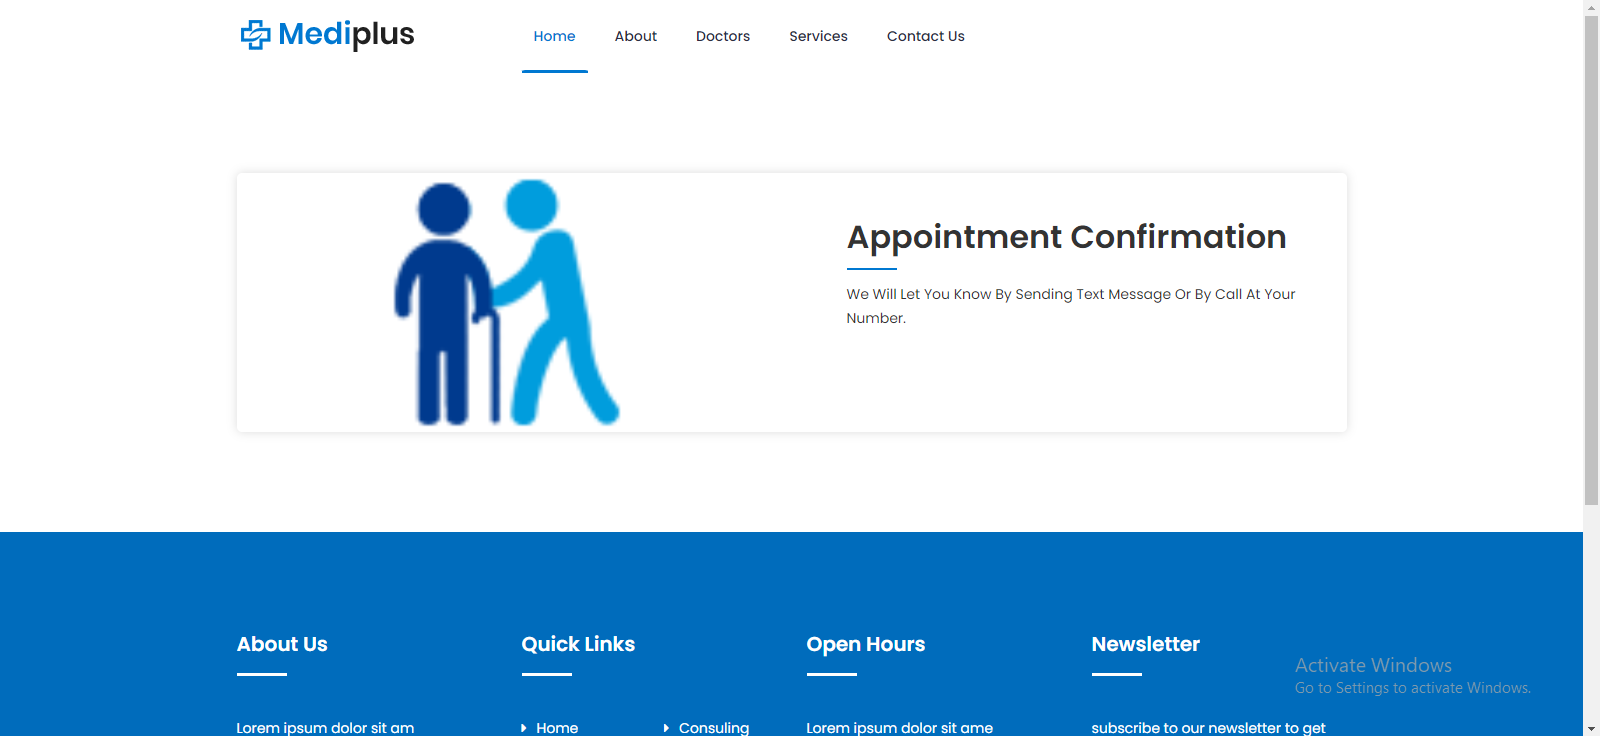 Mediplus
Home About Doctors Services Contact Us
Appointment Confirmation
We Will Let You Know By Sending Text Message Or By Call At Your
Number.
About Us
Quick Links
Open Hours
Newsletter
Activate Windows
Go to Settings to activate Windows.
Lorem ipsum dolor sit am
Home
Consuling
Lorem ipsum dolor sit ame
subscribe to our newsletter to get